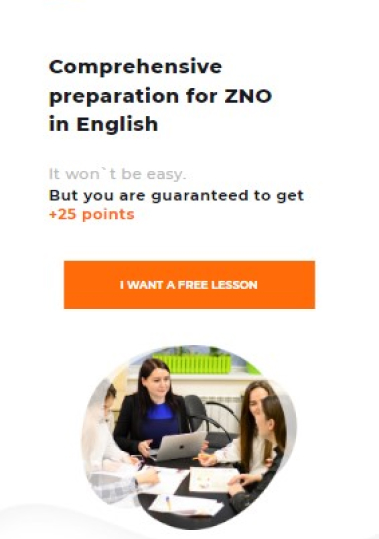 Comprehensive
preparation for ZNO
in English
It won`t be easy.
But you are guaranteed to get
+25 points
I WANT A FREE LESSON